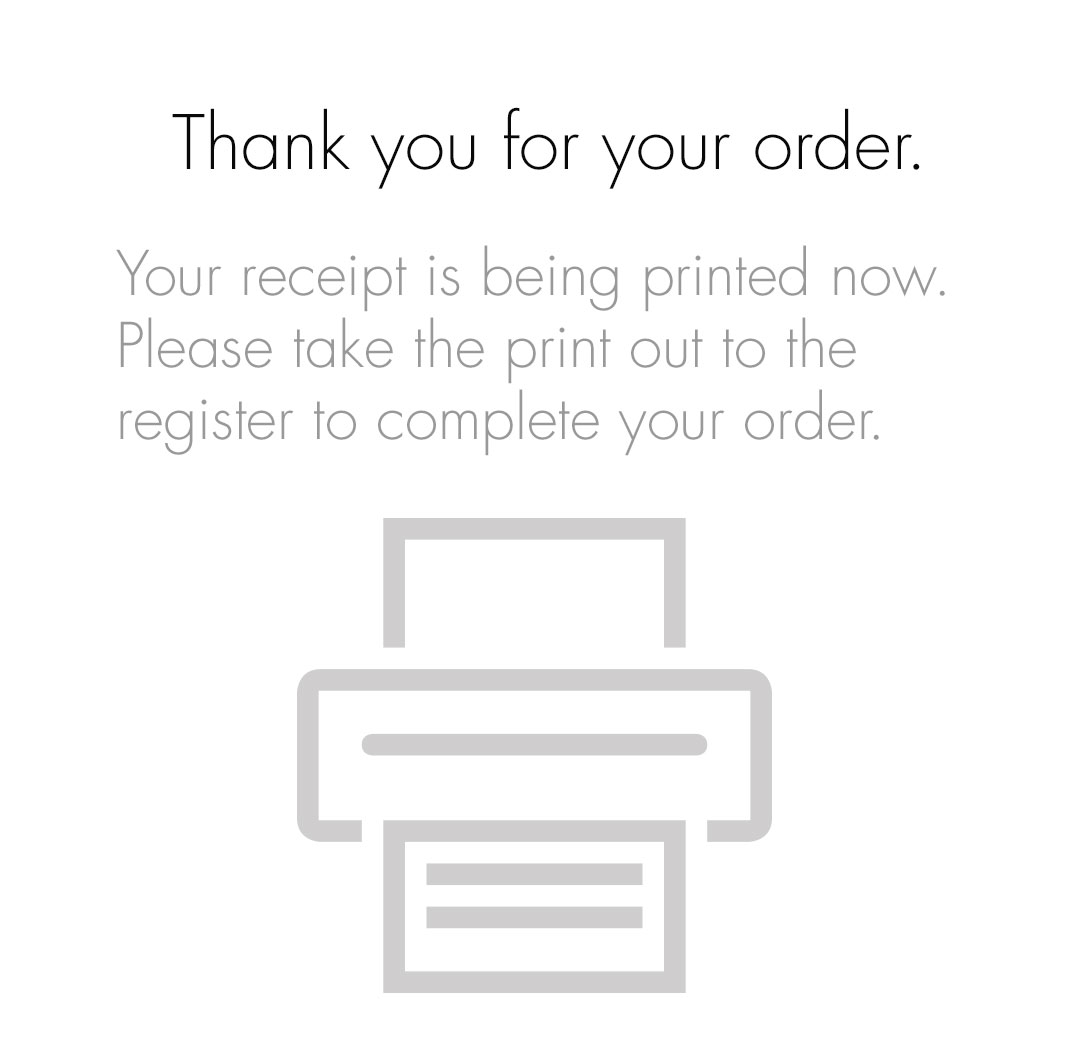 Thank you for your order.
Your receipt is being printed now.
Please take the print out to the
register to complete your order.